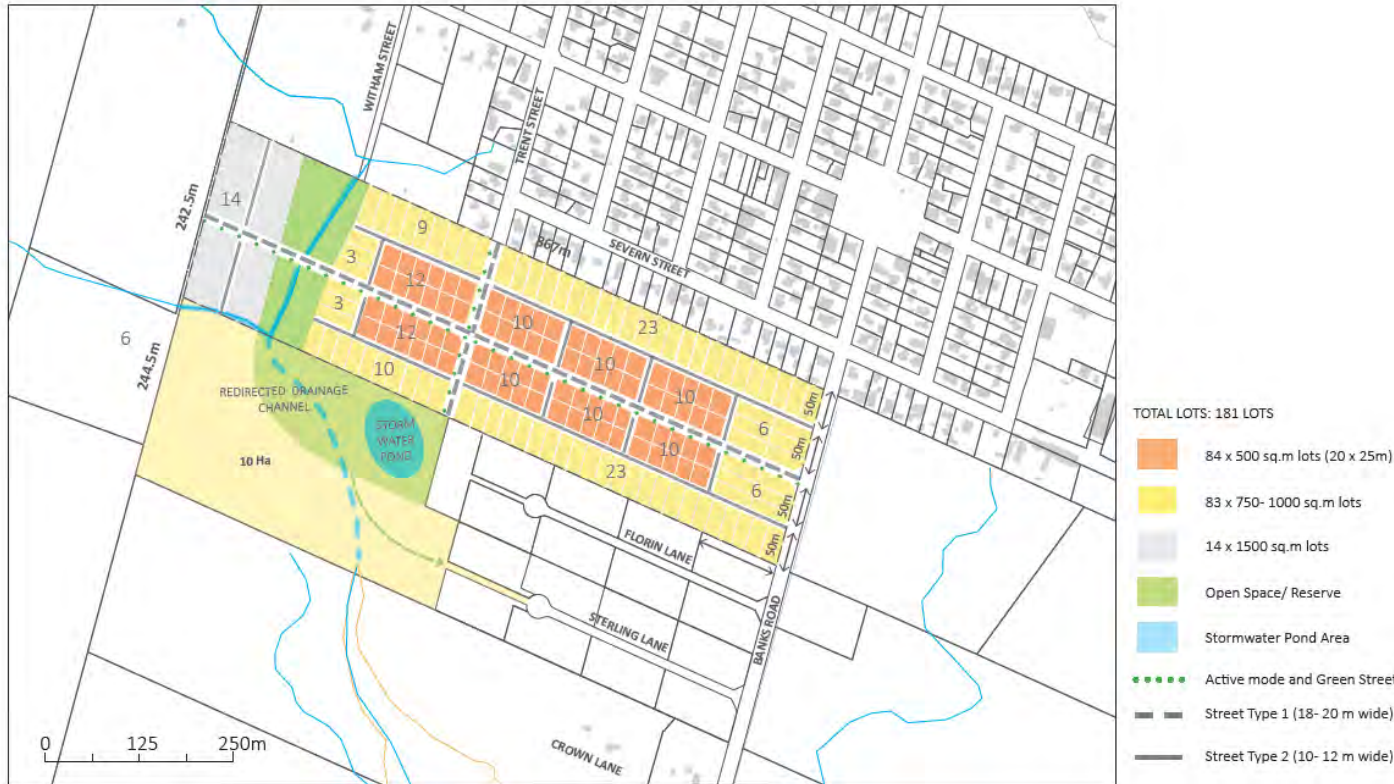 WITHAM STREET
TRENT STREET
SEVERN STREET
242.5m
14
9
367m
3
12
23
3
12
10
10
10
10
10
10
10
6
6
23
50m
50m
50m
50m
6
244.5m
REDIRECTED DRAINAGE
CHANNEL
STORM
WATER
POND
10 Ha
FLORIN LANE
STERLING LANE
BANKS ROAD
CROWN LANE
0 125 250m
TOTAL LOTS: 181 LOTS
84 x 500 sq.m lots (20 x 25m)
83 x 750- 1000 sq.m lots
14 x 1500 sq.m lots
Open Space/ Reserve
Stormwater Pond Area
Active mode and Green Street
Street Type 1 (18- 20 m wide)
Street Type 2 (10- 12 m wide)